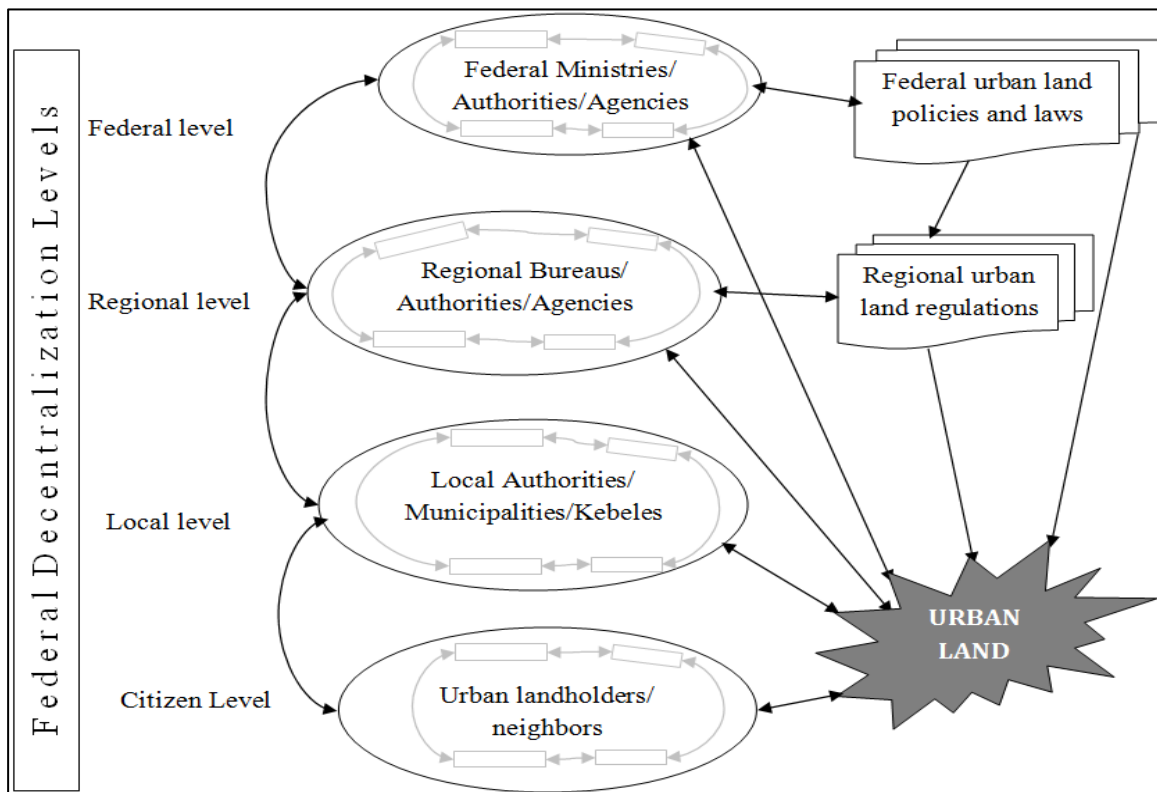 Federal Decentralization Levels
Federal level
Federal Ministries/
Authorities/Agencies
Federal urban land
policies and laws
Regional level
Regional Bureaus/
Authorities/Agencies
Regional urban
land regulations
Local level
Local Authorities/
Municipalities/Kebeles
URBAN
LAND
Citizen Level
Urban landholders/
neighbors